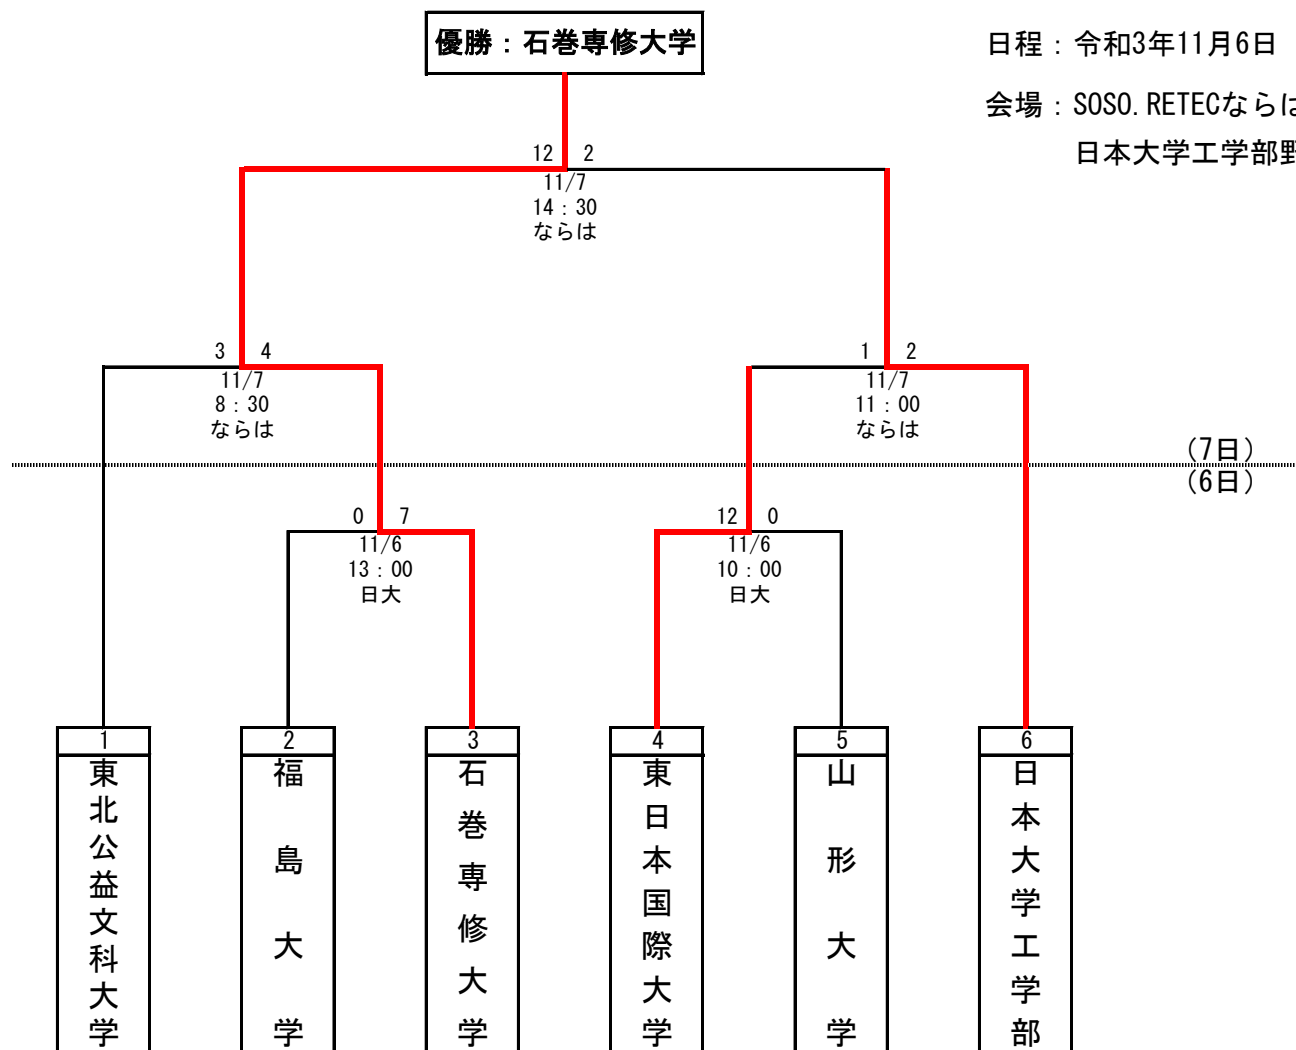 優勝：石巻専修大学
日程：令和3年11月6日
会場：SOSO.RETECならは
日本大学工学部野
12 2
11/7
14：30
ならは
3 4
11/7
8：30
ならは
1 2
11/7
11：00
ならは
(7日)
(6日)
0 7
11/6
13：00
日大
12 0
11/6
10：00
日大
1
東北公益文科大学
2
福島大学
3
石巻専修大学
4
東日本国際大学
5
山形大学
6
日本大学工学部